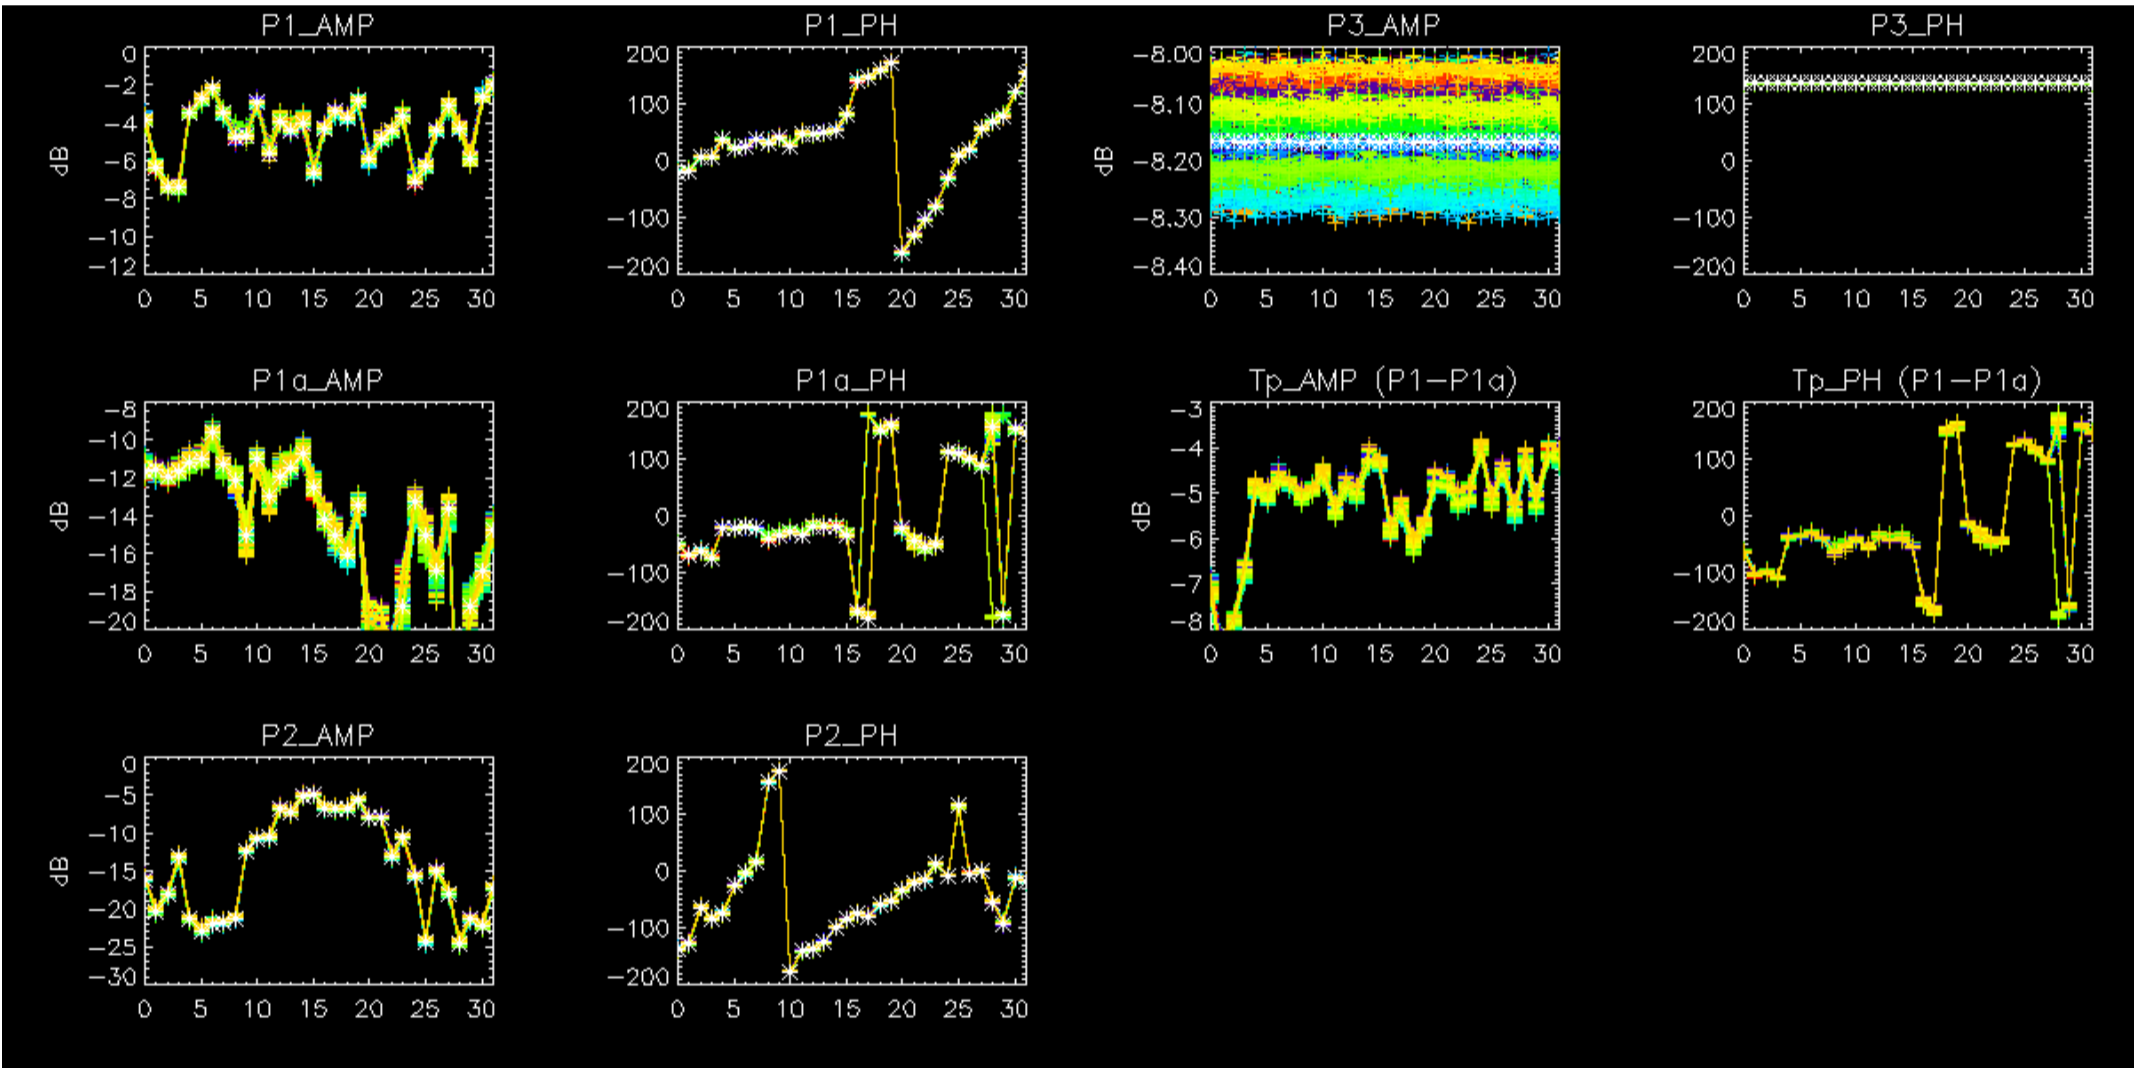 P1_AMP
P1_PH
P3_AMP
P3_PH
0
-2
-4
-6
-8
-10
-12
dB
0 5 10 15 20 25 30
200
100
0
-100
-200
0 5 10 15 20 25 30
-8.00
-8.10
-8.20
-8.30
-8.40
dB
0 5 10 15 20 25 30
200
100
0
-100
-200
0 5 10 15 20 25 30
P1a_AMP
P1a_PH
Tp_AMP (P1-P1a)
Tp_PH (P1-P1a)
-8
-10
-12
-14
-16
-18
-20
dB
0 5 10 15 20 25 30
200
100
0
-100
-200
0 5 10 15 20 25 30
-3
-4
-5
-6
-7
-8
dB
0 5 10 15 20 25 30
200
100
0
-100
-200
0 5 10 15 20 25 30
P2_AMP
P2_PH
0
-5
-10
-15
-20
-25
-30
dB
0 5 10 15 20 25 30
200
100
0
-100
-200
0 5 10 15 20 25 30